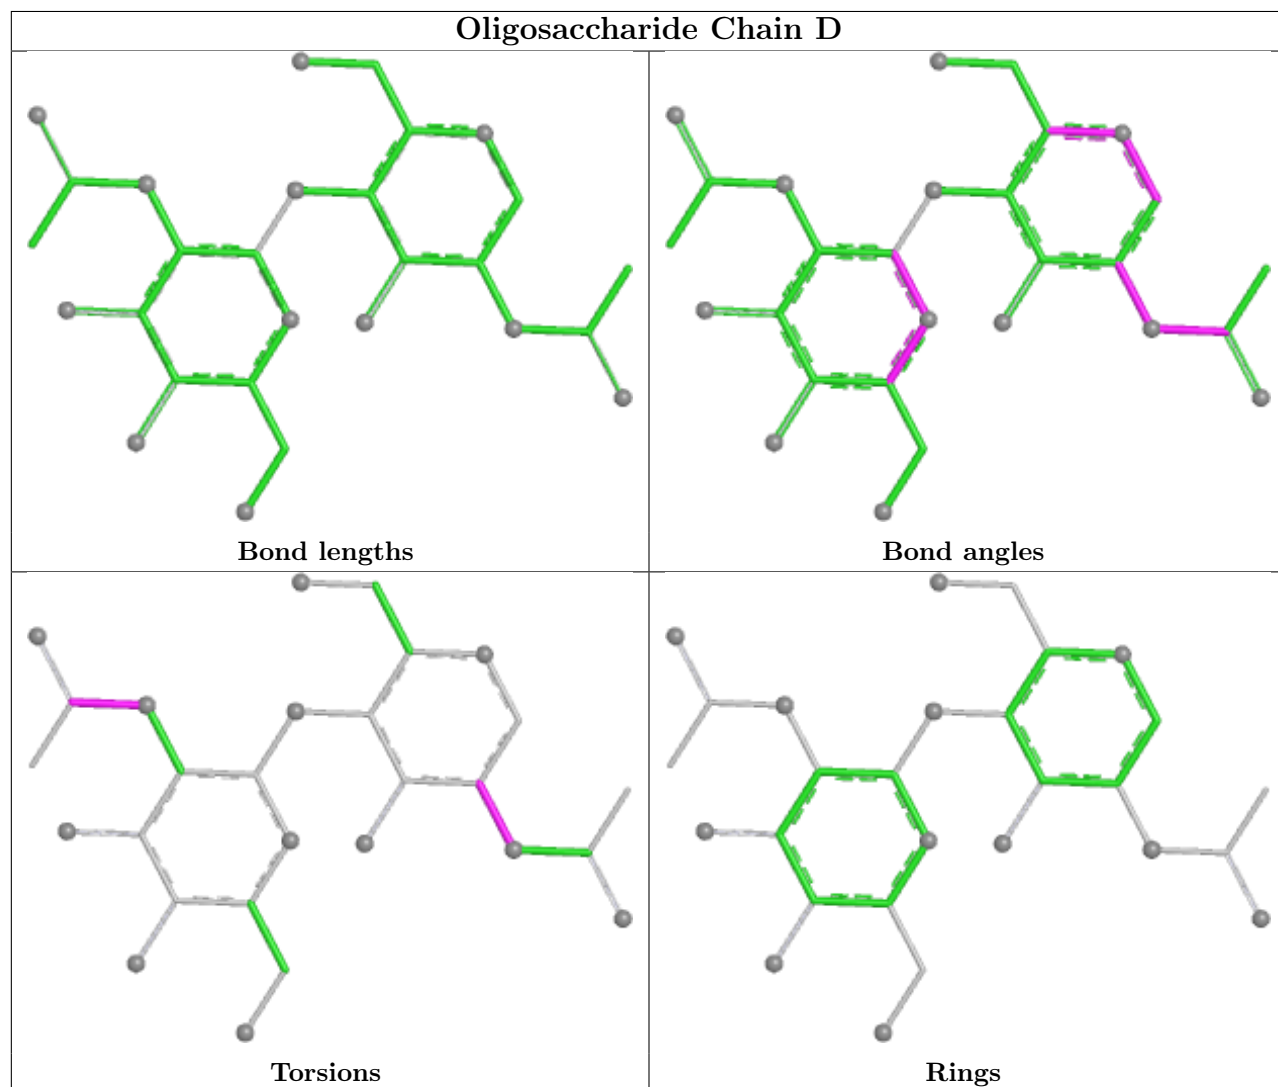 Oligosaccharide Chain D
Bond lengths
Bond angles
Torsions
Rings